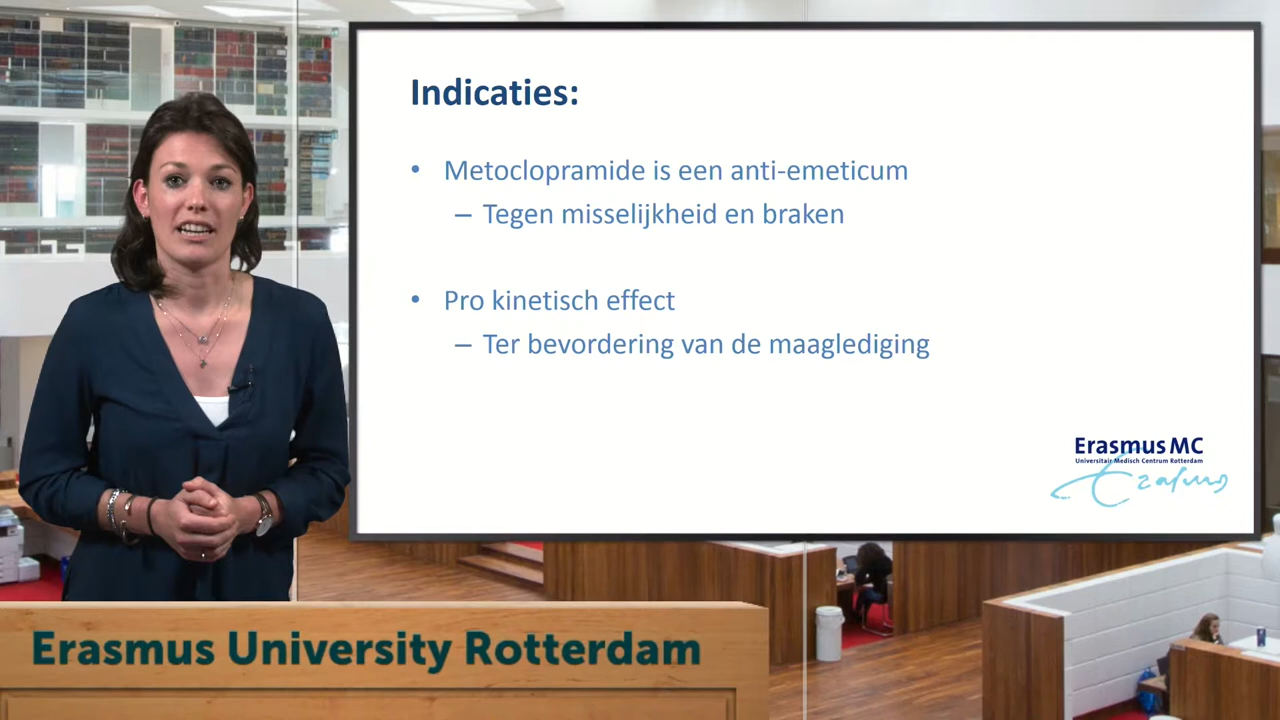 Indicaties:
• Metoclopramide is een anti-emeticum
– Tegen misselijkheid en braken
• Pro kinetisch effect
– Ter bevordering van de maaglediging
Erasmus MC
Universitair Medisch Centrum Rotterdam
Erasmus
Erasmus University Rotterdam